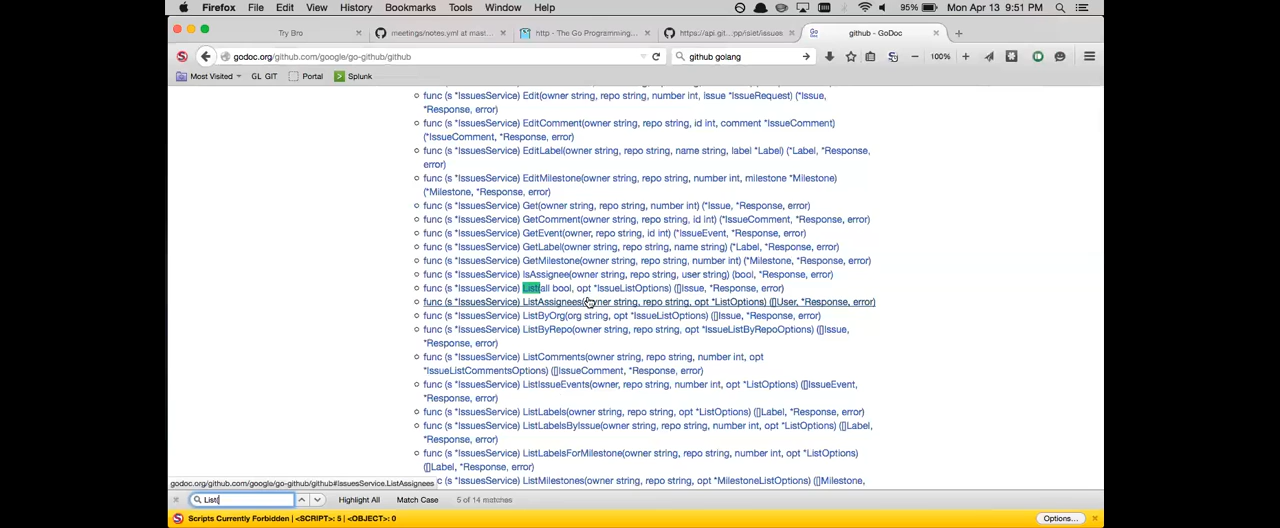 Firefox File Edit View History Bookmarks Tools Window Help 95% Mon Apr 13 9:51 PM
Try Bro × meetings/notes.yml at mast... × http - The Go Programming... × https://api.git...pp/islet/issues × github - GoDoc × +
godoc.org/github.com/google/go-github/github github golang 100%
Most Visited GL GIT Portal Splunk
func (s *IssuesService) Edit(owner string, repo string, number int, issue *IssueRequest) (*Issue,
*Response, error)
func (s *IssuesService) EditComment(owner string, repo string, id int, comment *IssueComment)
(*IssueComment, *Response, error)
func (s *IssuesService) EditLabel(owner string, repo string, name string, label *Label) (*Label, *Response,
error)
func (s *IssuesService) EditMilestone(owner string, repo string, number int, milestone *Milestone)
(*Milestone, *Response, error)
func (s *IssuesService) Get(owner string, repo string, number int) (*Issue, *Response, error)
func (s *IssuesService) GetComment(owner string, repo string, id int) (*IssueComment, *Response, error)
func (s *IssuesService) GetEvent(owner, repo string, id int) (*IssueEvent, *Response, error)
func (s *IssuesService) GetLabel(owner string, repo string, name string) (*Label, *Response, error)
func (s *IssuesService) GetMilestone(owner string, repo string, number int) (*Milestone, *Response, error)
func (s *IssuesService) IsAssignee(owner string, repo string, user string) (bool, *Response, error)
func (s *IssuesService) List(all bool, opt *IssueListOptions) ([]Issue, *Response, error)
func (s *IssuesService) ListAssignees(owner string, repo string, opt *ListOptions) ([]User, *Response, error)
func (s *IssuesService) ListByOrg(org string, opt *IssueListOptions) ([]Issue, *Response, error)
func (s *IssuesService) ListByRepo(owner string, repo string, opt *IssueListByRepoOptions) ([]Issue,
*Response, error)
func (s *IssuesService) ListComments(owner string, repo string, number int, opt
*IssueListCommentsOptions) ([]IssueComment, *Response, error)
func (s *IssuesService) ListIssueEvents(owner, repo string, number int, opt *ListOptions) ([]IssueEvent,
*Response, error)
func (s *IssuesService) ListLabels(owner string, repo string, opt *ListOptions) ([]Label, *Response, error)
func (s *IssuesService) ListLabelsByIssue(owner string, repo string, number int, opt *ListOptions) ([]Label,
*Response, error)
func (s *IssuesService) ListLabelsForMilestone(owner string, repo string, number int, opt *ListOptions)
([]Label, *Response, error)
c (s *IssuesService) ListMilestones(owner string, repo string, opt *MilestoneListOptions) ([]Milestone,
godoc.org/github.com/google/go-github/github#IssuesService.ListAssignees
List( Highlight All Match Case 5 of 14 matches
Scripts Currently Forbidden | <SCRIPT>: 5 | <OBJECT>: 0 Options...